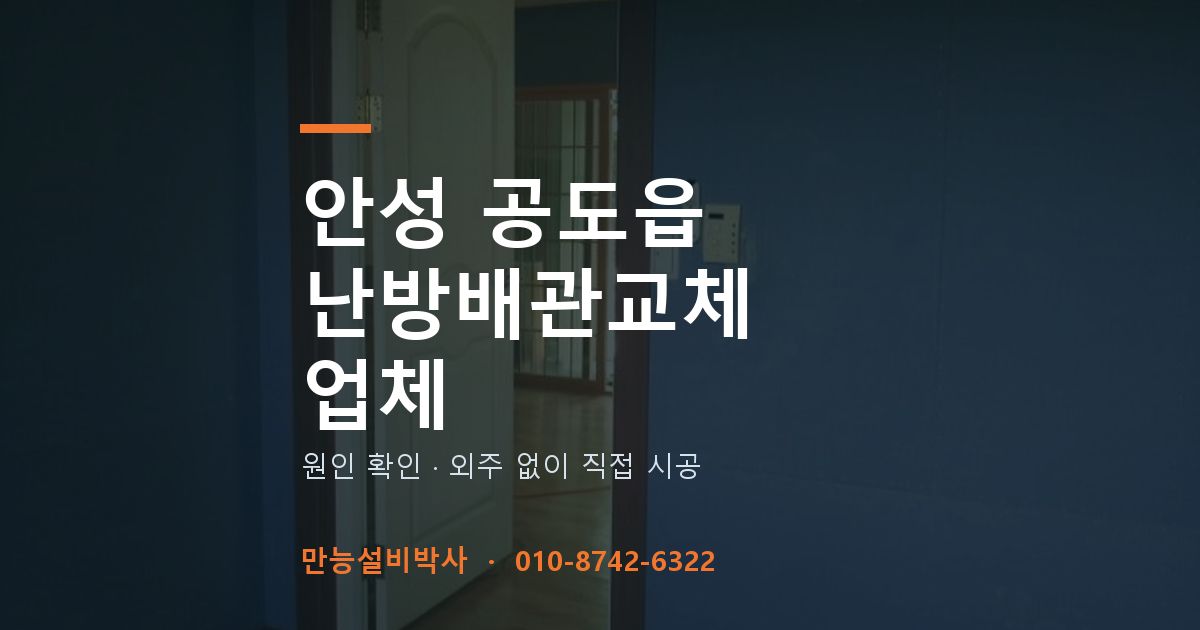 안성 공도읍
난방배관교체
업체
원인 확인 · 외주 없이 직접 시공
만능설비박사 · 010-8742-6322